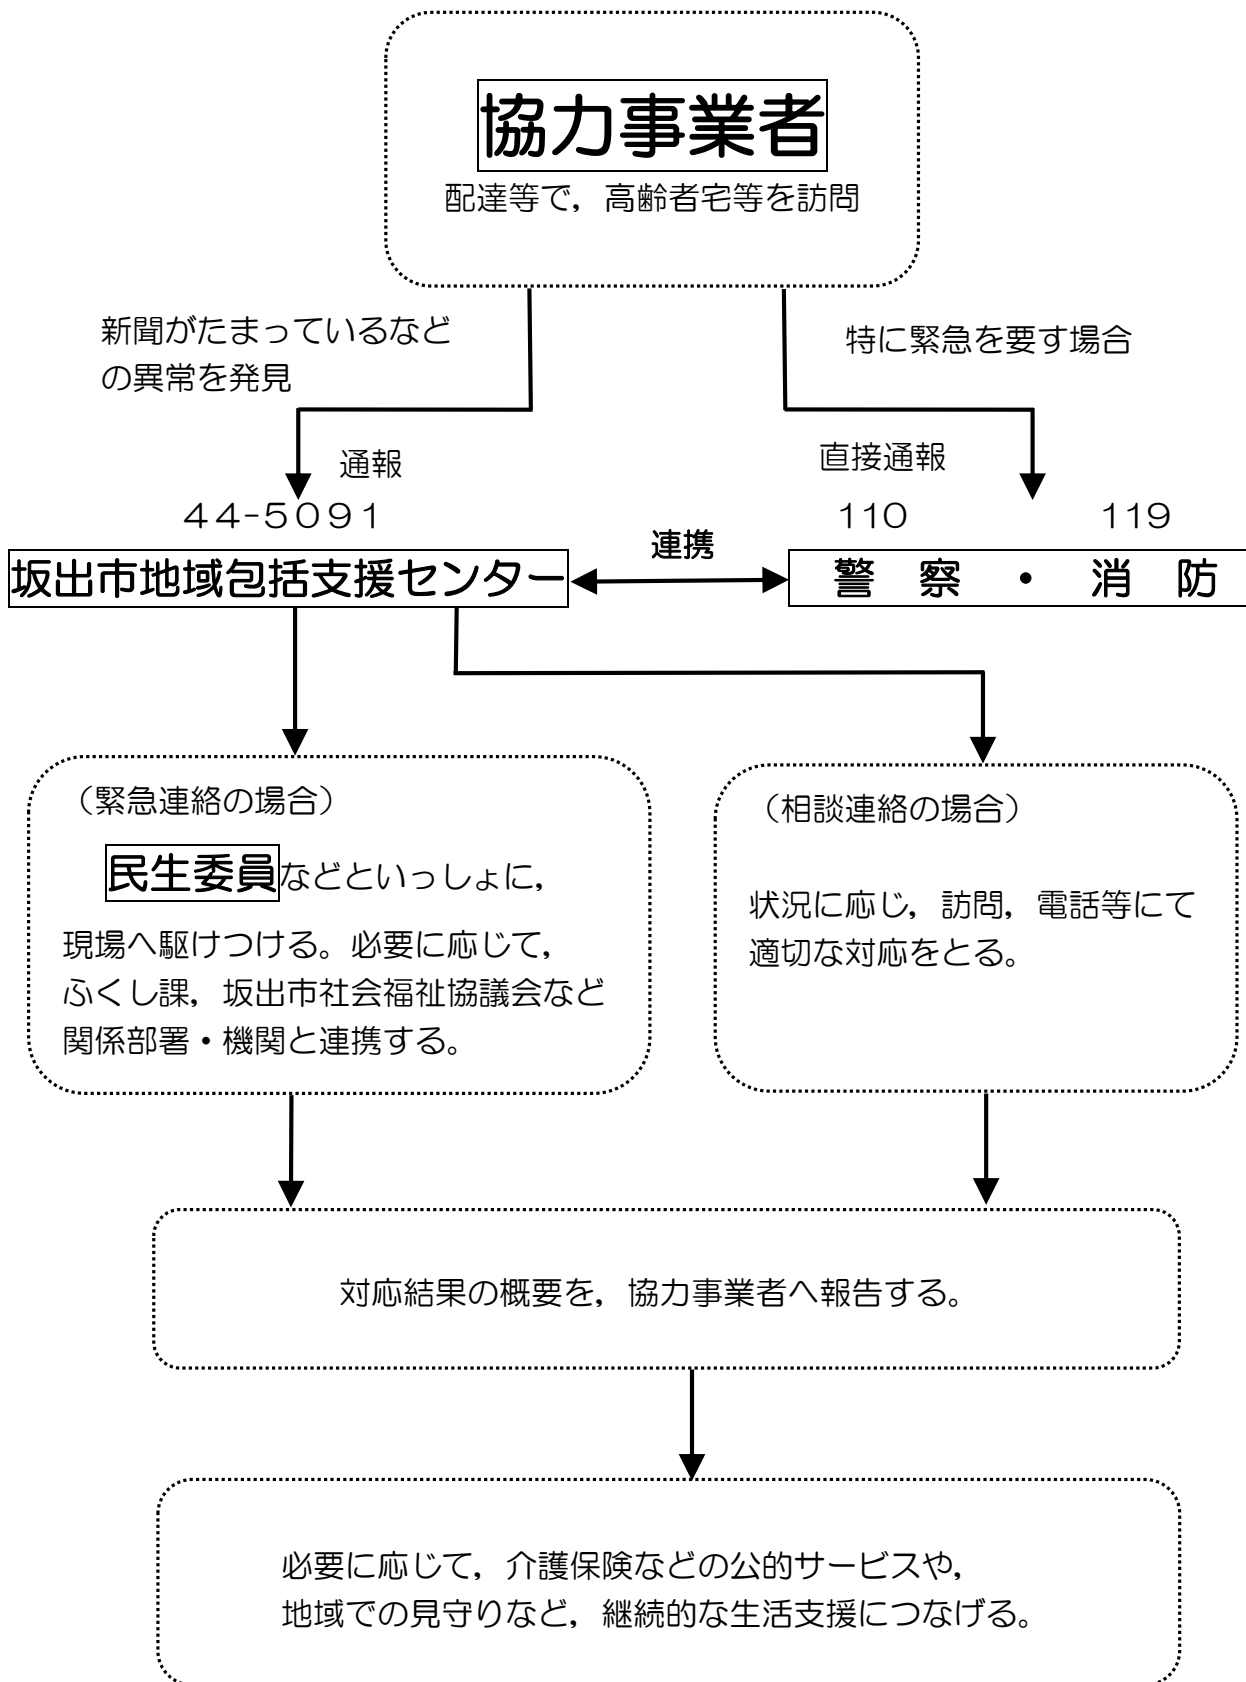 協力事業者
配達等で，高齢者宅等を訪問
新聞がたまっているなど
の異常を発見
特に緊急を要す場合
通報
直接通報
４４-５０９１
110 119
連携
坂出市地域包括支援センター
警 察 ・ 消 防
（緊急連絡の場合）
民生委員などといっしょに，
現場へ駆けつける。必要に応じて，
ふくし課，坂出市社会福祉協議会など
関係部署・機関と連携する。
（相談連絡の場合）
状況に応じ，訪問，電話等にて
適切な対応をとる。
対応結果の概要を，協力事業者へ報告する。
必要に応じて，介護保険などの公的サービスや，
地域での見守りなど，継続的な生活支援につなげる。